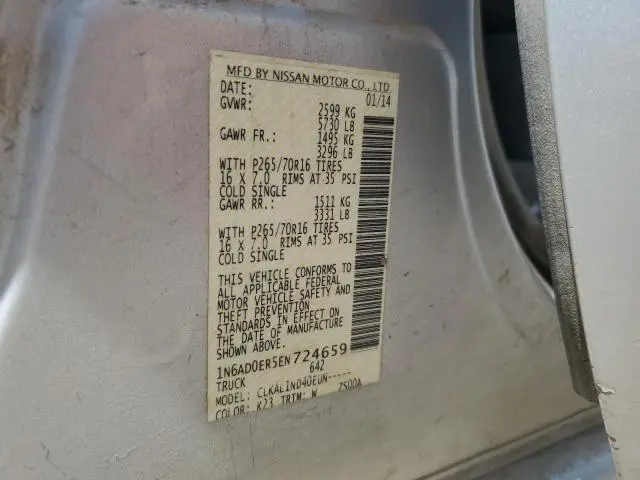 MFD BY NISSAN MOTOR CO., LTD.
DATE: 01/14
GVWR: 2599 KG
5730 LB
GAWR FR.: 1495 KG
3296 LB
WITH P265/70R16 TIRES
16 X 7.0 RIMS AT 35 PSI
COLD SINGLE
GAWR RR.: 1511 KG
3331 LB
WITH P265/70R16 TIRES
16 X 7.0 RIMS AT 35 PSI
COLD SINGLE
THIS VEHICLE CONFORMS TO
ALL APPLICABLE FEDERAL
MOTOR VEHICLE SAFETY AND
THEFT PREVENTION
STANDARDS IN EFFECT ON
THE DATE OF MANUFACTURE
SHOWN ABOVE.
1N6AD0ER5EN724659
TRUCK 642
MODEL: CLKALIND40EUN-----
COLOR: K23 TRIM: W 7500A